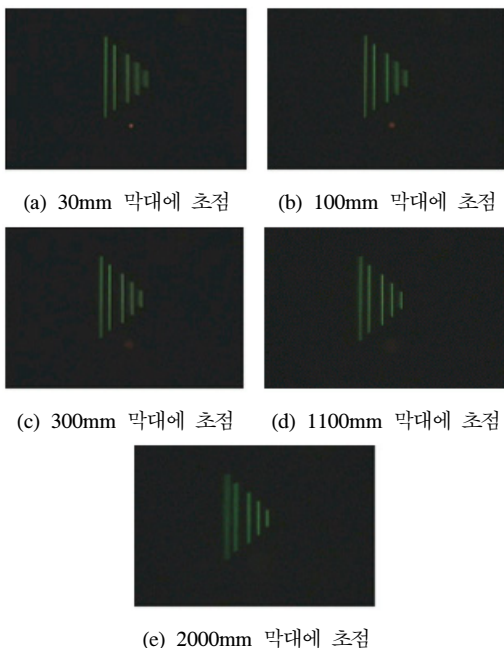 (a) 30mm 막대에 초점
(b) 100mm 막대에 초점
(c) 300mm 막대에 초점
(d) 1100mm 막대에 초점
(e) 2000mm 막대에 초점